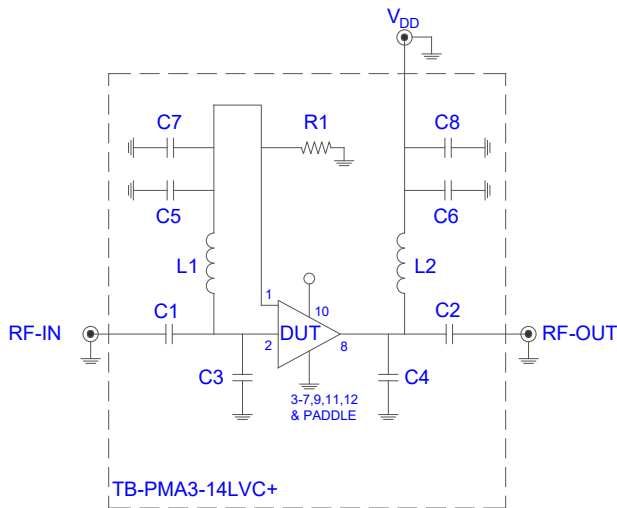 VDD
C7
R1
C8
C5
C6
L1
L2
1
10
C1
C2
RF-IN
DUT
RF-OUT
2
8
C3
C4
3-7,9,11,12
& PADDLE
TB-PMA3-14LVC+